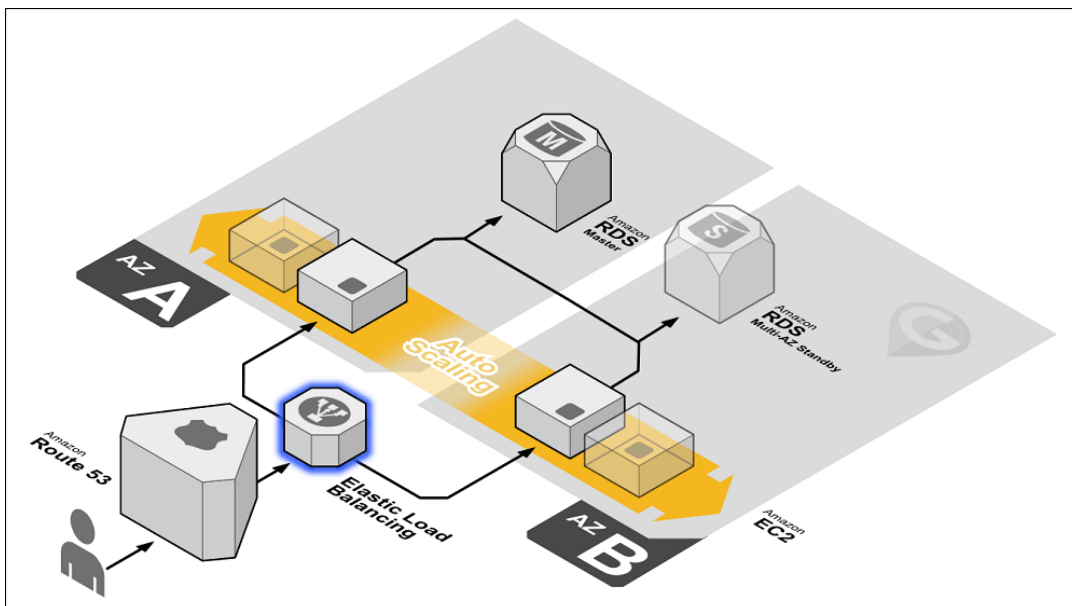 M
Amazon
RDS
Master
S
Amazon
RDS
Multi-AZ Standby
G
AZ
A
Auto
Scaling
Amazon
Route 53
Elastic Load
Balancing
AZ
B
Amazon
EC2